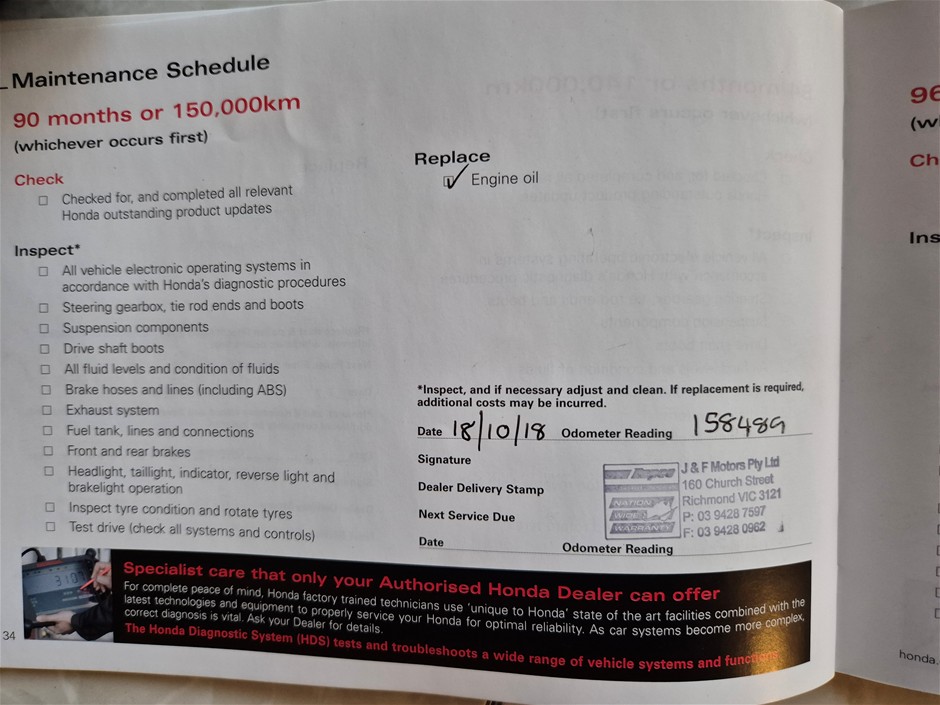 Maintenance Schedule
90 months or 150,000km
(whichever occurs first)
Check
Checked for, and completed all relevant
Honda outstanding product updates
Inspect*
All vehicle electronic operating systems in
accordance with Honda's diagnostic procedures
Steering gearbox, tie rod ends and boots
Suspension components
Drive shaft boots
All fluid levels and condition of fluids
Brake hoses and lines (including ABS)
Exhaust system
Fuel tank, lines and connections
Front and rear brakes
Headlight, taillight, indicator, reverse light and
brakelight operation
Inspect tyre condition and rotate tyres
Test drive (check all systems and controls)
Replace
Engine oil
*Inspect, and if necessary adjust and clean. If replacement is required,
additional costs may be incurred.
Date 18/10/18 Odometer Reading 158489
Signature
Dealer Delivery Stamp
Next Service Due
Date Odometer Reading
Repco
NATION
WIDE
WARRANTY
J & F Motors Pty Ltd
160 Church Street
Richmond VIC 3121
P: 03 9428 7597
F: 03 9428 0962
Specialist care that only your Authorised Honda Dealer can offer
For complete peace of mind, Honda factory trained technicians use 'unique to Honda' state of the art facilities combined with the
latest technologies and equipment to properly service your Honda for optimal reliability. As car systems become more complex,
correct diagnosis is vital. Ask your Dealer for details.
The Honda Diagnostic System (HDS) tests and troubleshoots a wide range of vehicle systems and functions
34
96
(w
Ch
Ins
honda.